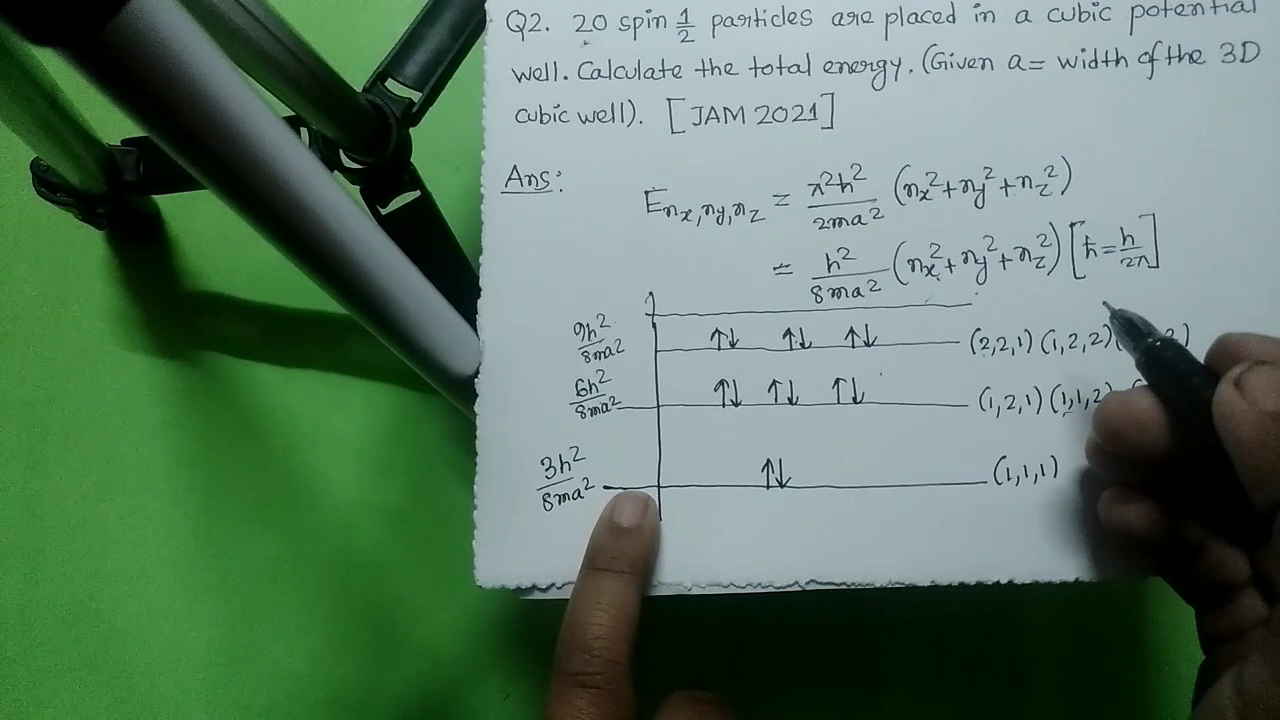 Q2. 20 spin 1/2 particles are placed in a cubic potential
well. Calculate the total energy. (Given a = width of the 3D
cubic well). [JAM 2021]
Ans:
E_{nx,ny,nz} = π²ħ²/2ma² (nx²+ny²+nz²)
= h²/8ma² (nx²+ny²+nz²) [ħ = h/2π]
9h²/8ma² ↑↓ ↑↓ ↑↓ (2,2,1) (1,2,2)
6h²/8ma² ↑↓ ↑↓ ↑↓ (1,2,1) (1,1,2)
3h²/8ma² ↑↓ (1,1,1)